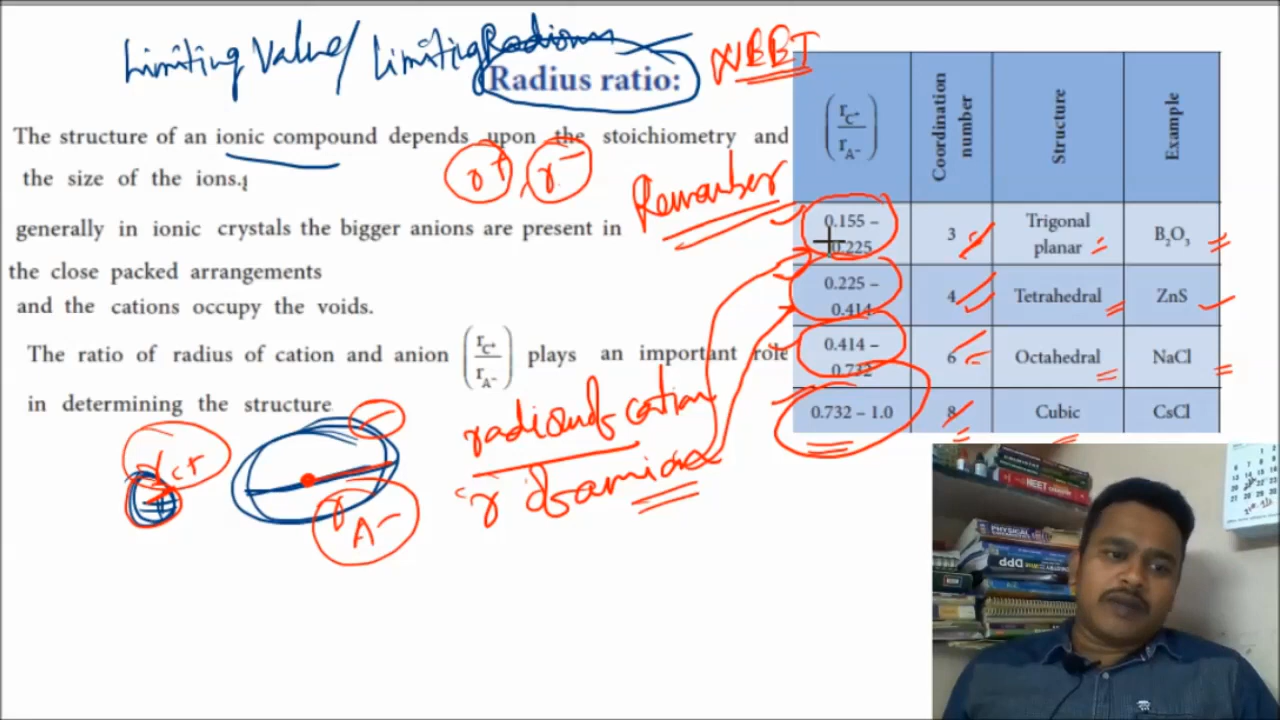 Limiting Value/ Limiting Radious NEET
Radius ratio:
The structure of an ionic compound depends upon the stoichiometry and
the size of the ions.
r+, r-
Remember
generally in ionic crystals the bigger anions are present in
the close packed arrangements
and the cations occupy the voids.
The ratio of radius of cation and anion (rC+/rA-) plays an important role
in determining the structure
rC+
rA-
radius of cation
r of anion
(rC+/rA-) Coordination number Structure Example
0.155 – 0.225 3 Trigonal planar B2O3
0.225 – 0.414 4 Tetrahedral ZnS
0.414 – 0.732 6 Octahedral NaCl
0.732 – 1.0 8 Cubic CsCl
NEET
PHYSICAL
DPP